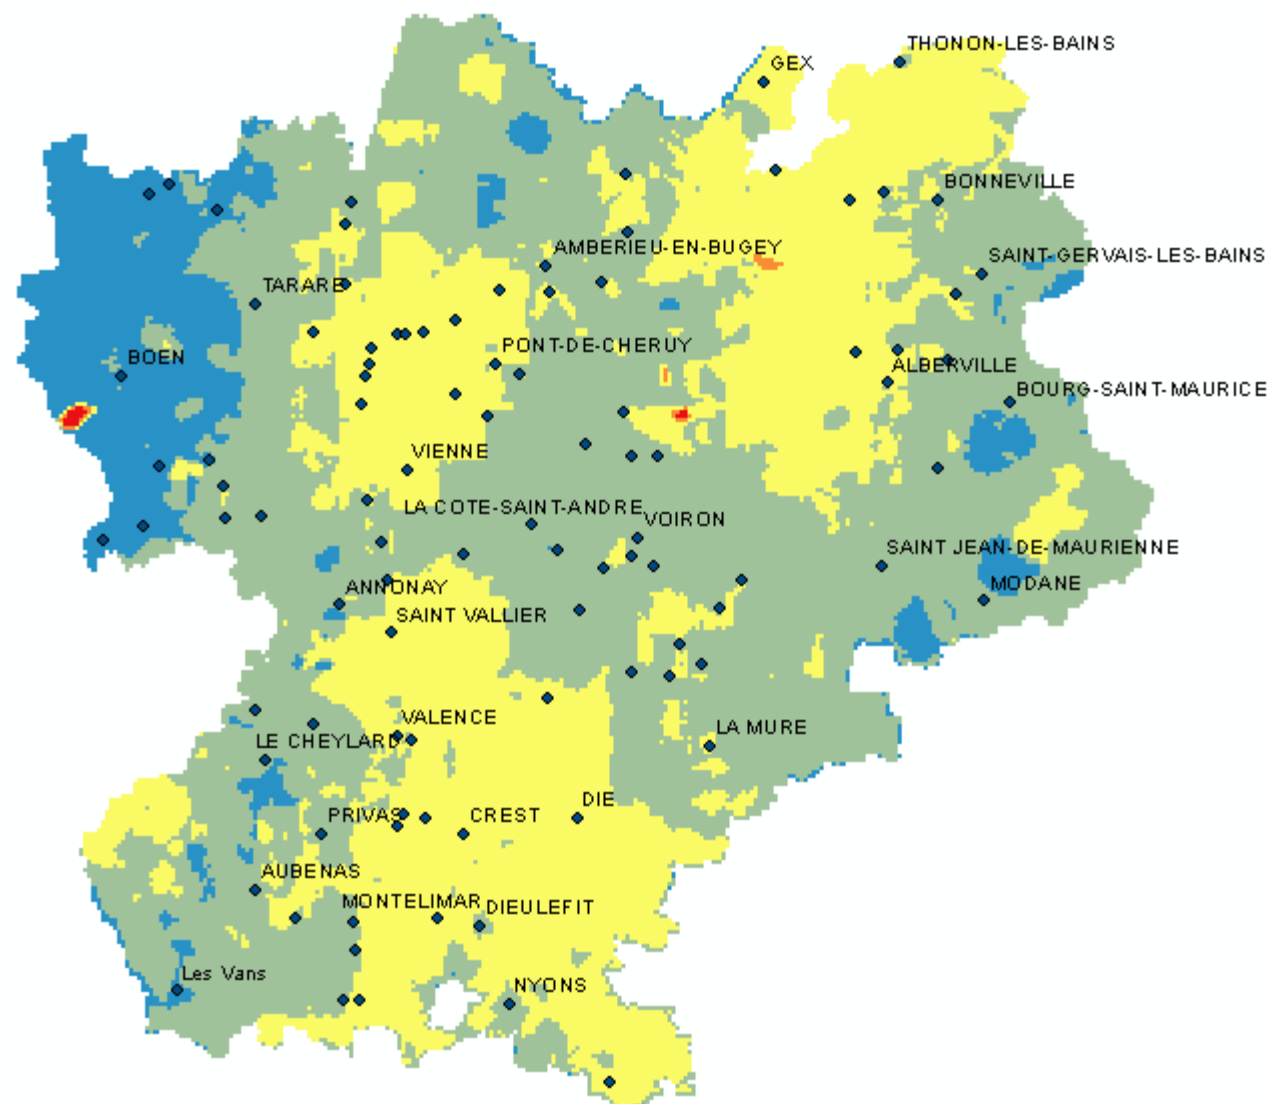 THONON-LES-BAINS
GEX
BONNEVILLE
AMBERIEU-EN-BUGEY
SAINT-GERVAIS-LES-BAINS
TARARE
PONT-DE-CHERUY
BOEN
ALBERVILLE
BOURG-SAINT-MAURICE
VIENNE
LA COTE-SAINT-ANDRE
VOIRON
SAINT JEAN-DE-MAURIENNE
MODANE
ANNONAY
SAINT VALLIER
VALENCE
LA MURE
LE CHEYLARD
DIE
PRIVAS
CREST
AUBENAS
MONTELIMAR
DIEULEFIT
Les Vans
NYONS